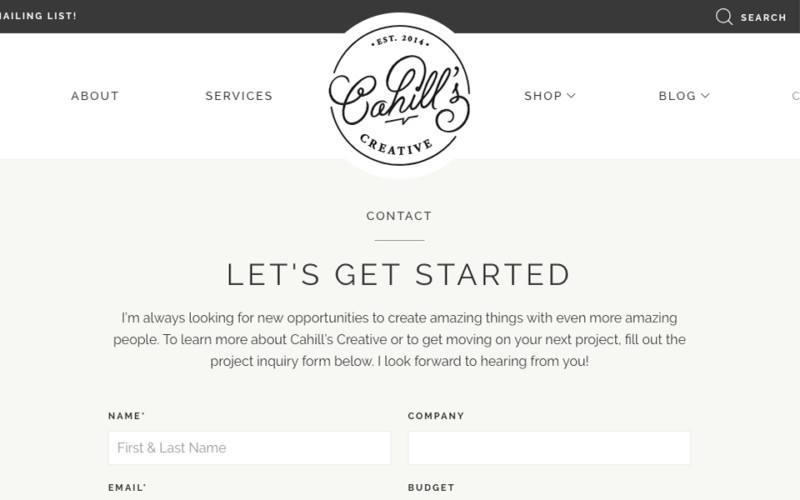 MAILING LIST!
SEARCH
ABOUT
SERVICES
• EST. 2014 •
Cahill's
CREATIVE
SHOP
BLOG
C
CONTACT
LET'S GET STARTED
I'm always looking for new opportunities to create amazing things with even more amazing
people. To learn more about Cahill's Creative or to get moving on your next project, fill out the
project inquiry form below. I look forward to hearing from you!
NAME*
COMPANY
First & Last Name
EMAIL*
BUDGET